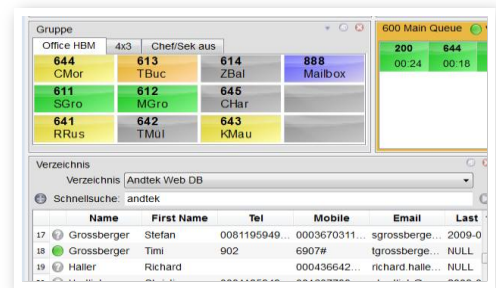 Gruppe
Office HBM 4x3 Chef/Sek aus
644 613 614 888
CMor TBuc ZBal Mailbox
611 612 645
SGro MGro CHar
641 642 643
RRus TMül KMau
600 Main Queue
200 644
00:24 00:18
Verzeichnis
Verzeichnis Andtek Web DB
Schnellsuche: andtek
Name First Name Tel Mobile Email Last
17 Grossberger Stefan 0081195949... 0003670311... sgrossberge... 2009-0
18 Grossberger Timi 902 6907# tgrossberge... NULL
19 Haller Richard 000436642... richard.halle... NULL